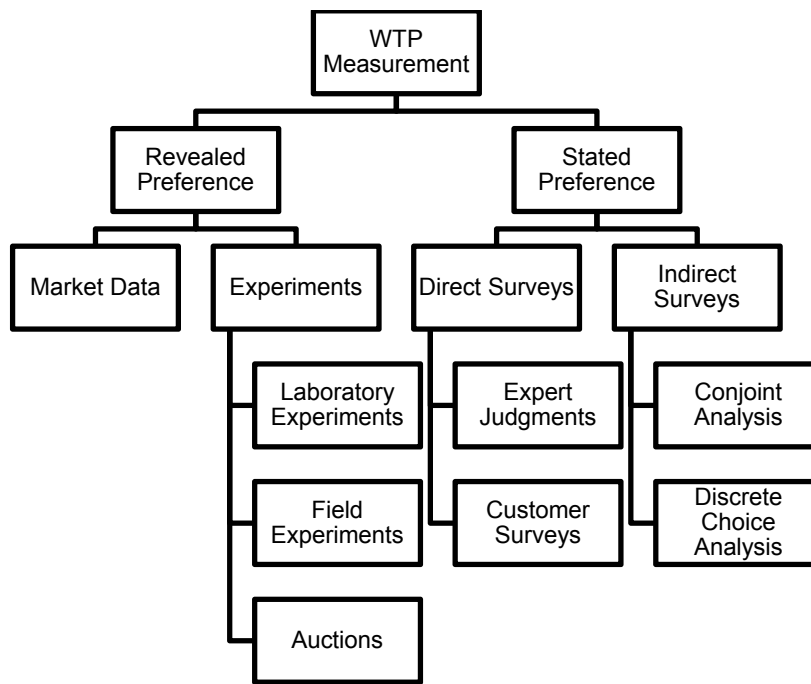 WTP
Measurement
Revealed
Preference
Stated
Preference
Market Data
Experiments
Direct Surveys
Indirect
Surveys
Laboratory
Experiments
Expert
Judgments
Conjoint
Analysis
Field
Experiments
Customer
Surveys
Discrete
Choice
Analysis
Auctions